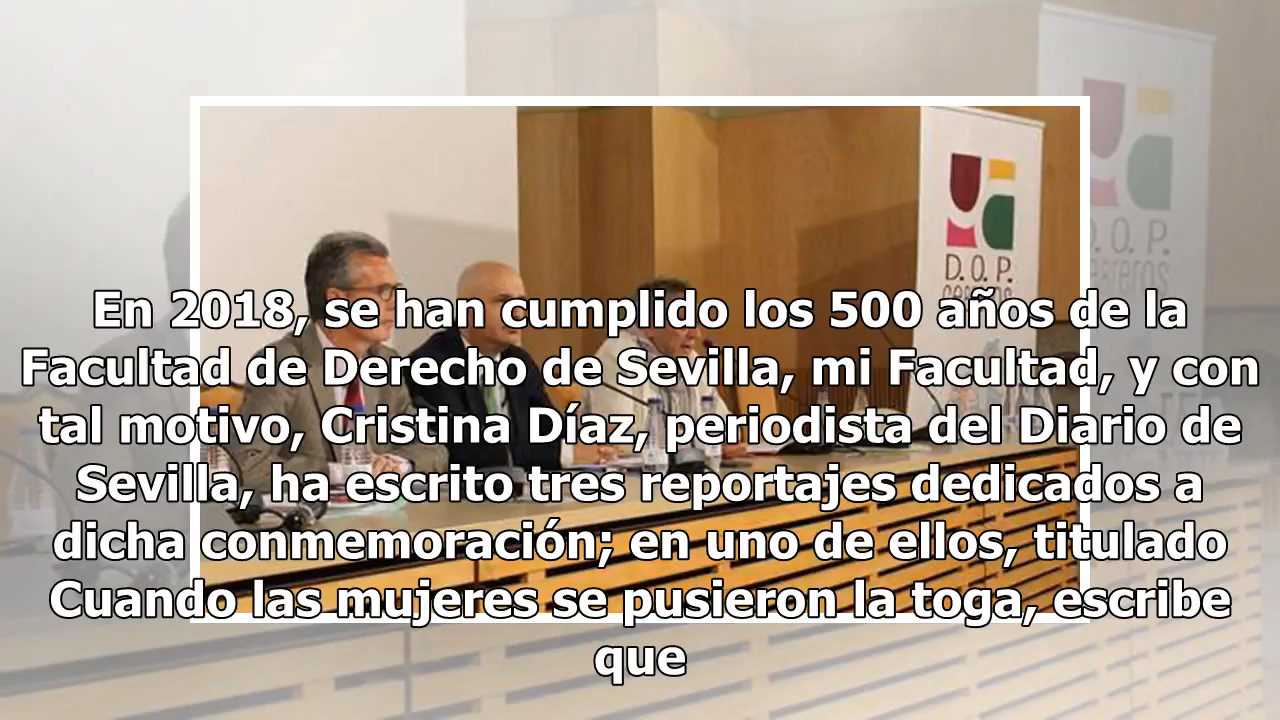 D. O. P.
En 2018, se han cumplido los 500 años de la
Facultad de Derecho de Sevilla, mi Facultad, y con
tal motivo, Cristina Díaz, periodista del Diario de
Sevilla, ha escrito tres reportajes dedicados a
dicha conmemoración; en uno de ellos, titulado
Cuando las mujeres se pusieron la toga, escribe
que